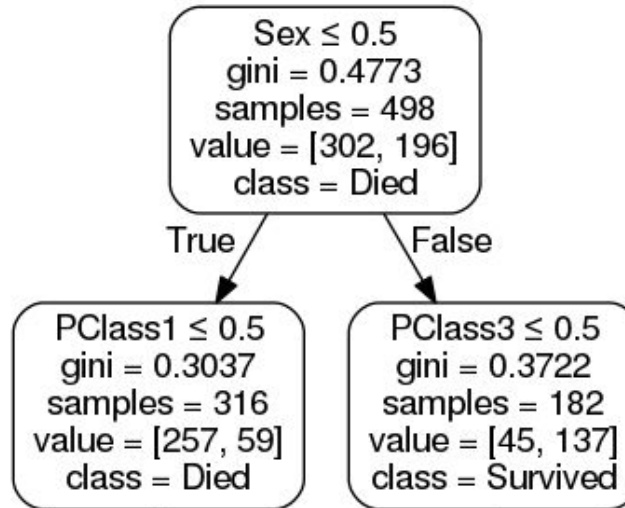 Sex ≤ 0.5
gini = 0.4773
samples = 498
value = [302, 196]
class = Died
True
False
PClass1 ≤ 0.5
gini = 0.3037
samples = 316
value = [257, 59]
class = Died
PClass3 ≤ 0.5
gini = 0.3722
samples = 182
value = [45, 137]
class = Survived